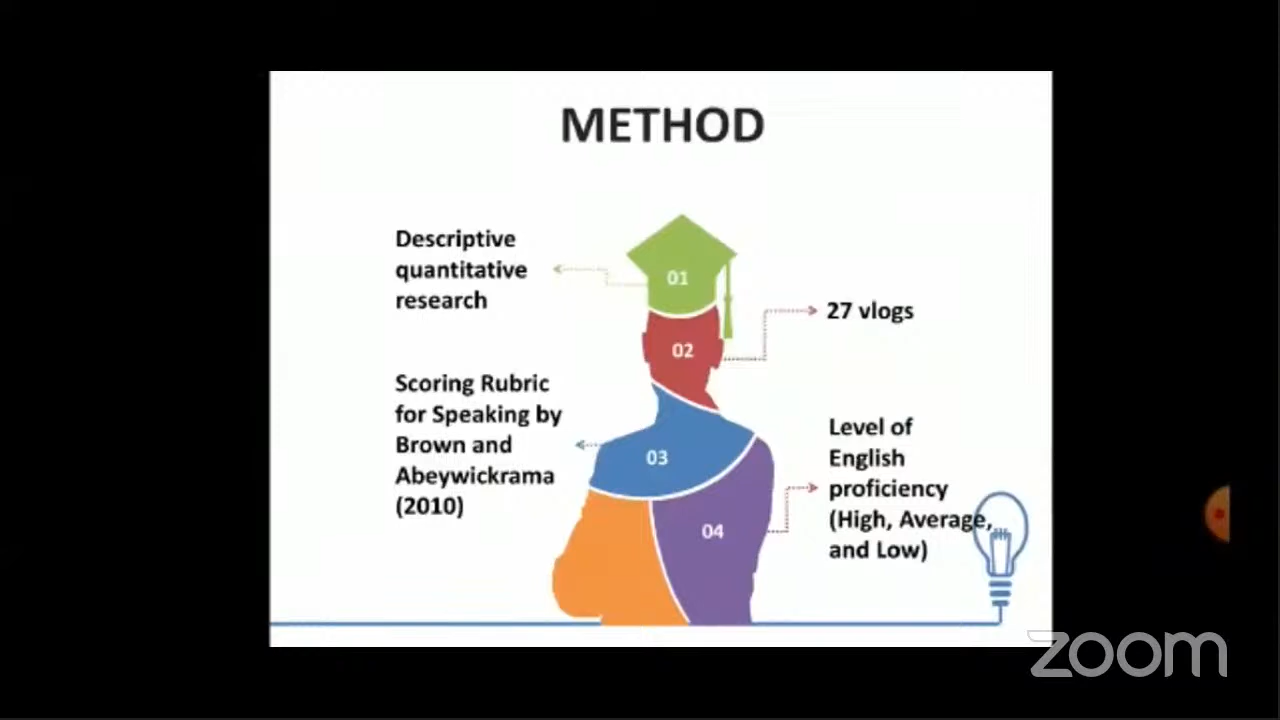 METHOD
Descriptive
quantitative
research
01
02
27 vlogs
Scoring Rubric
for Speaking by
Brown and
Abeywickrama
(2010)
03
Level of
English
proficiency
(High, Average,
and Low)
04
zoom